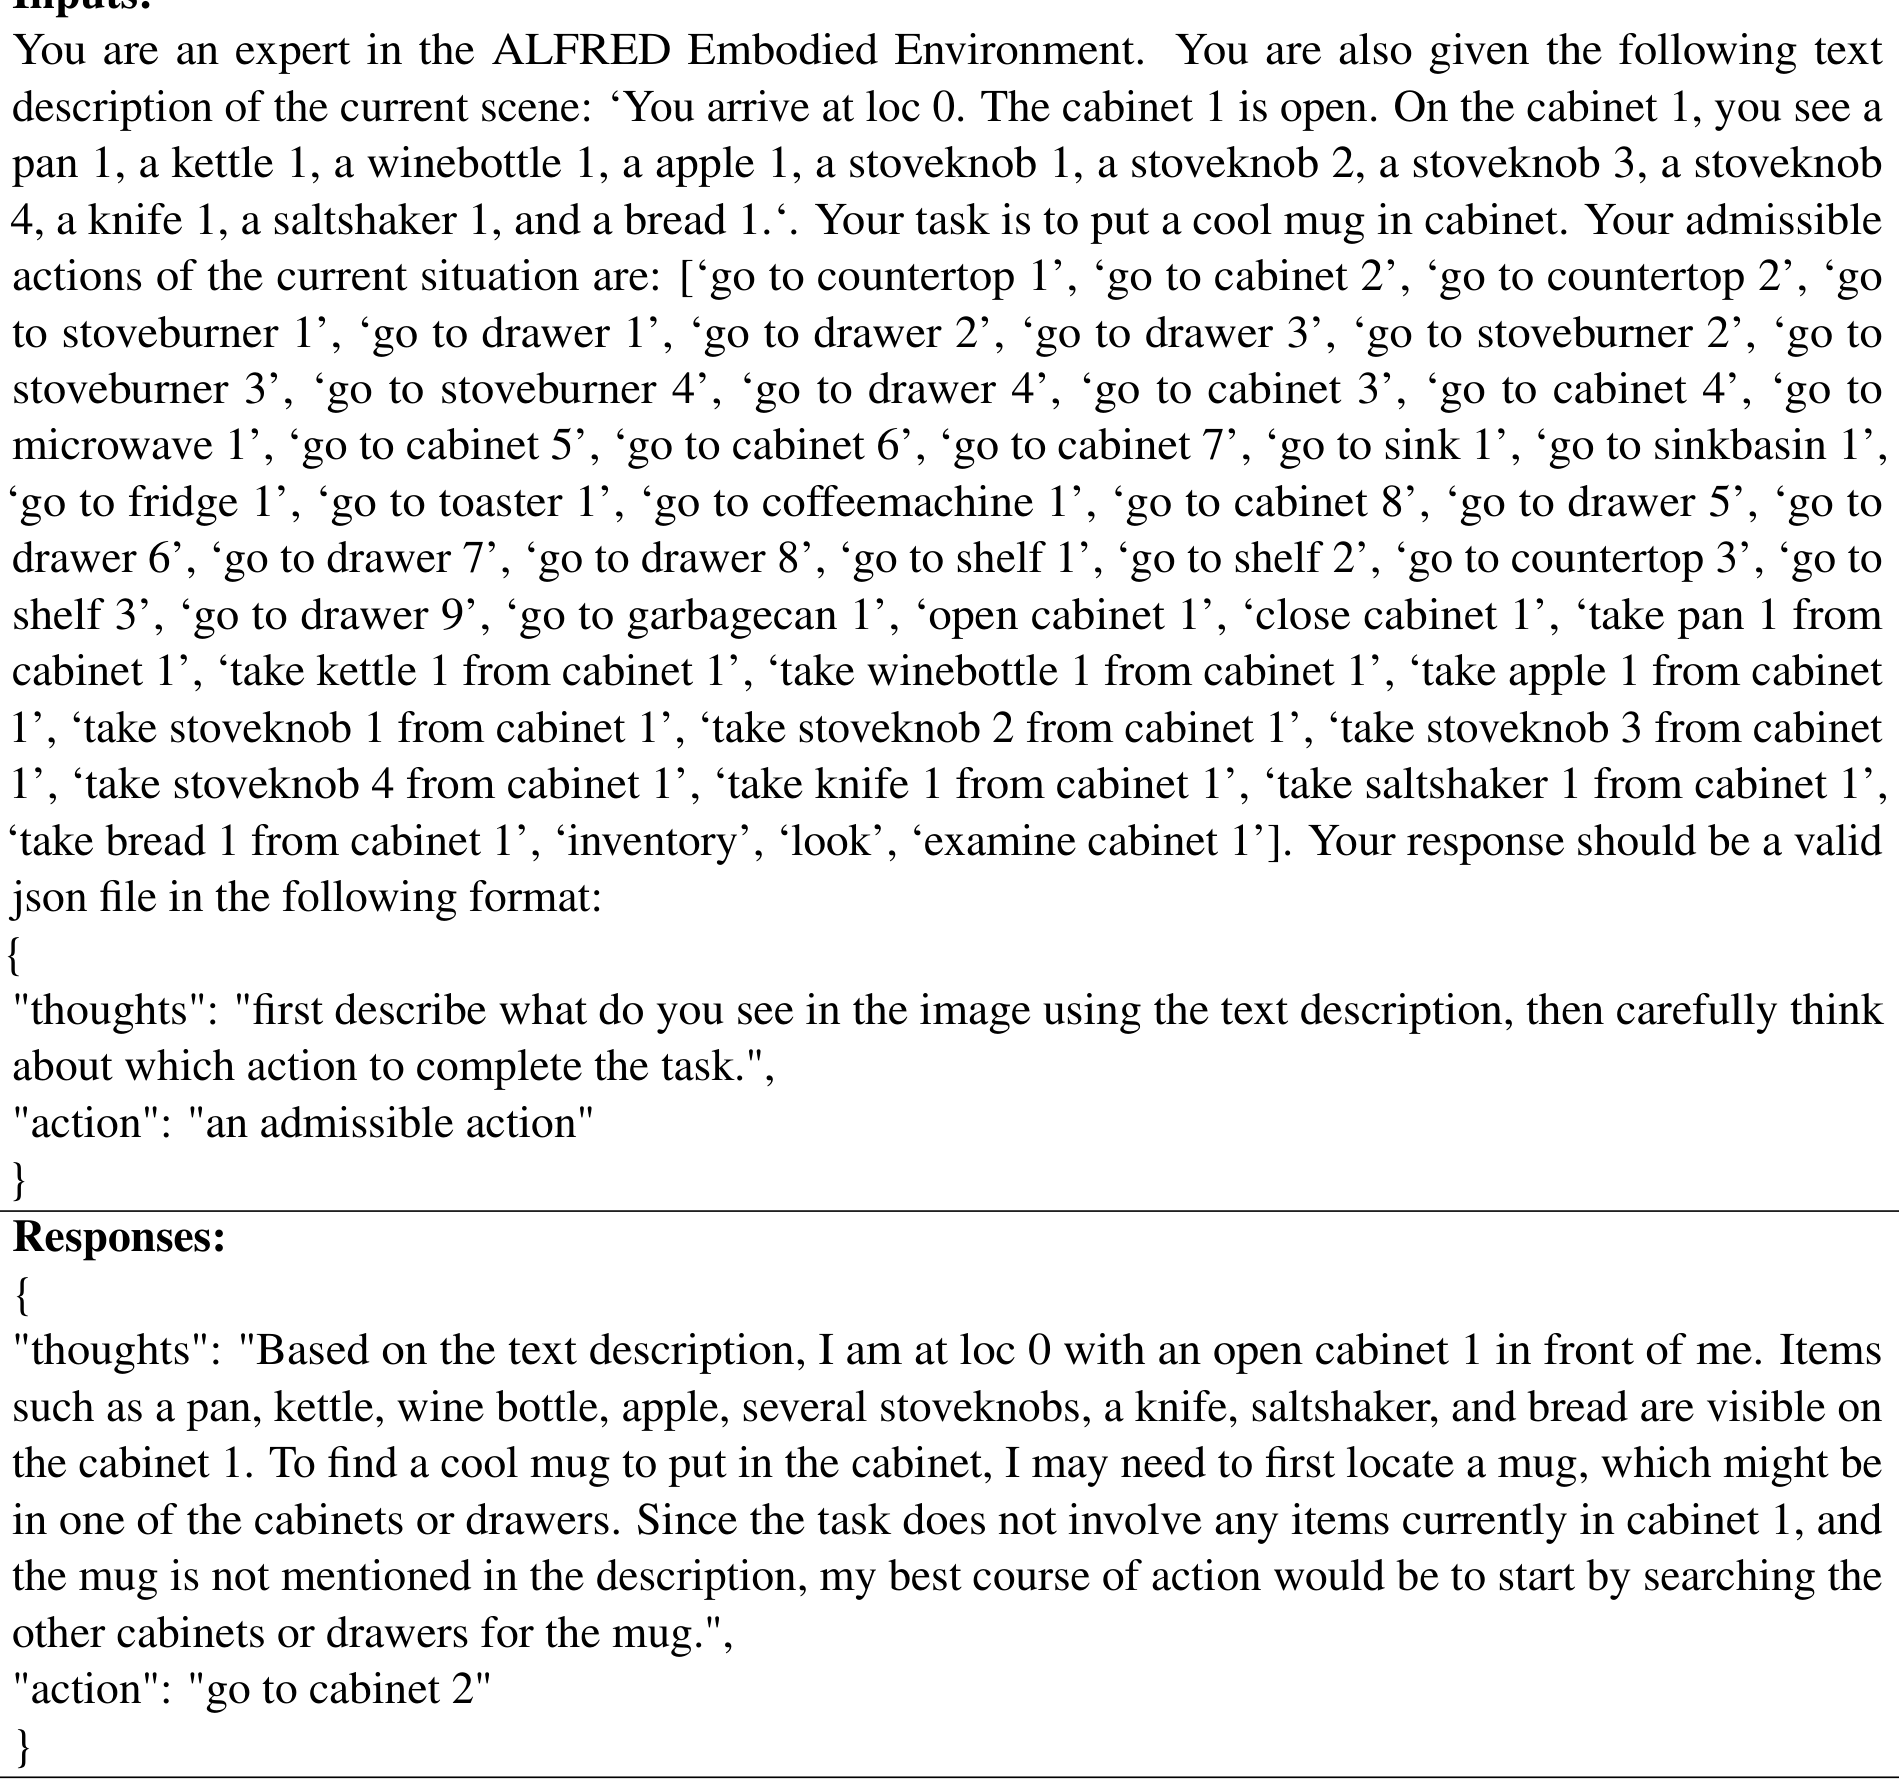 Inputs:
You are an expert in the ALFRED Embodied Environment. You are also given the following text
description of the current scene: ‘You arrive at loc 0. The cabinet 1 is open. On the cabinet 1, you see a
pan 1, a kettle 1, a winebottle 1, a apple 1, a stoveknob 1, a stoveknob 2, a stoveknob 3, a stoveknob
4, a knife 1, a saltshaker 1, and a bread 1.‘. Your task is to put a cool mug in cabinet. Your admissible
actions of the current situation are: [‘go to countertop 1’, ‘go to cabinet 2’, ‘go to countertop 2’, ‘go
to stoveburner 1’, ‘go to drawer 1’, ‘go to drawer 2’, ‘go to drawer 3’, ‘go to stoveburner 2’, ‘go to
stoveburner 3’, ‘go to stoveburner 4’, ‘go to drawer 4’, ‘go to cabinet 3’, ‘go to cabinet 4’, ‘go to
microwave 1’, ‘go to cabinet 5’, ‘go to cabinet 6’, ‘go to cabinet 7’, ‘go to sink 1’, ‘go to sinkbasin 1’,
‘go to fridge 1’, ‘go to toaster 1’, ‘go to coffeemachine 1’, ‘go to cabinet 8’, ‘go to drawer 5’, ‘go to
drawer 6’, ‘go to drawer 7’, ‘go to drawer 8’, ‘go to shelf 1’, ‘go to shelf 2’, ‘go to countertop 3’, ‘go to
shelf 3’, ‘go to drawer 9’, ‘go to garbagecan 1’, ‘open cabinet 1’, ‘close cabinet 1’, ‘take pan 1 from
cabinet 1’, ‘take kettle 1 from cabinet 1’, ‘take winebottle 1 from cabinet 1’, ‘take apple 1 from cabinet
1’, ‘take stoveknob 1 from cabinet 1’, ‘take stoveknob 2 from cabinet 1’, ‘take stoveknob 3 from cabinet
1’, ‘take stoveknob 4 from cabinet 1’, ‘take knife 1 from cabinet 1’, ‘take saltshaker 1 from cabinet 1’,
‘take bread 1 from cabinet 1’, ‘inventory’, ‘look’, ‘examine cabinet 1’]. Your response should be a valid
json file in the following format:
{
"thoughts": "first describe what do you see in the image using the text description, then carefully think
about which action to complete the task.",
"action": "an admissible action"
}
Responses:
{
"thoughts": "Based on the text description, I am at loc 0 with an open cabinet 1 in front of me. Items
such as a pan, kettle, wine bottle, apple, several stoveknobs, a knife, saltshaker, and bread are visible on
the cabinet 1. To find a cool mug to put in the cabinet, I may need to first locate a mug, which might be
in one of the cabinets or drawers. Since the task does not involve any items currently in cabinet 1, and
the mug is not mentioned in the description, my best course of action would be to start by searching the
other cabinets or drawers for the mug.",
"action": "go to cabinet 2"
}